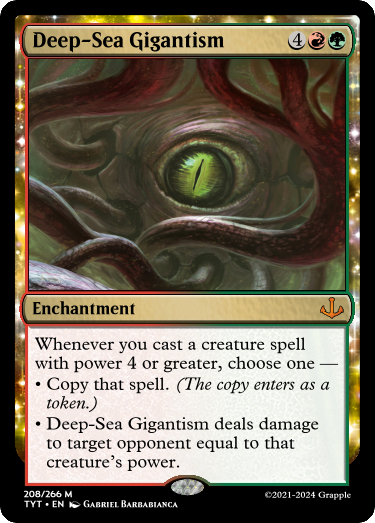 Deep-Sea Gigantism 4
Enchantment
Whenever you cast a creature spell
with power 4 or greater, choose one —
• Copy that spell. (The copy enters as a
token.)
• Deep-Sea Gigantism deals damage
to target opponent equal to that
creature's power.
208/266 M
TYT • EN Gabriel Barbabianca
©2021-2024 Grapple